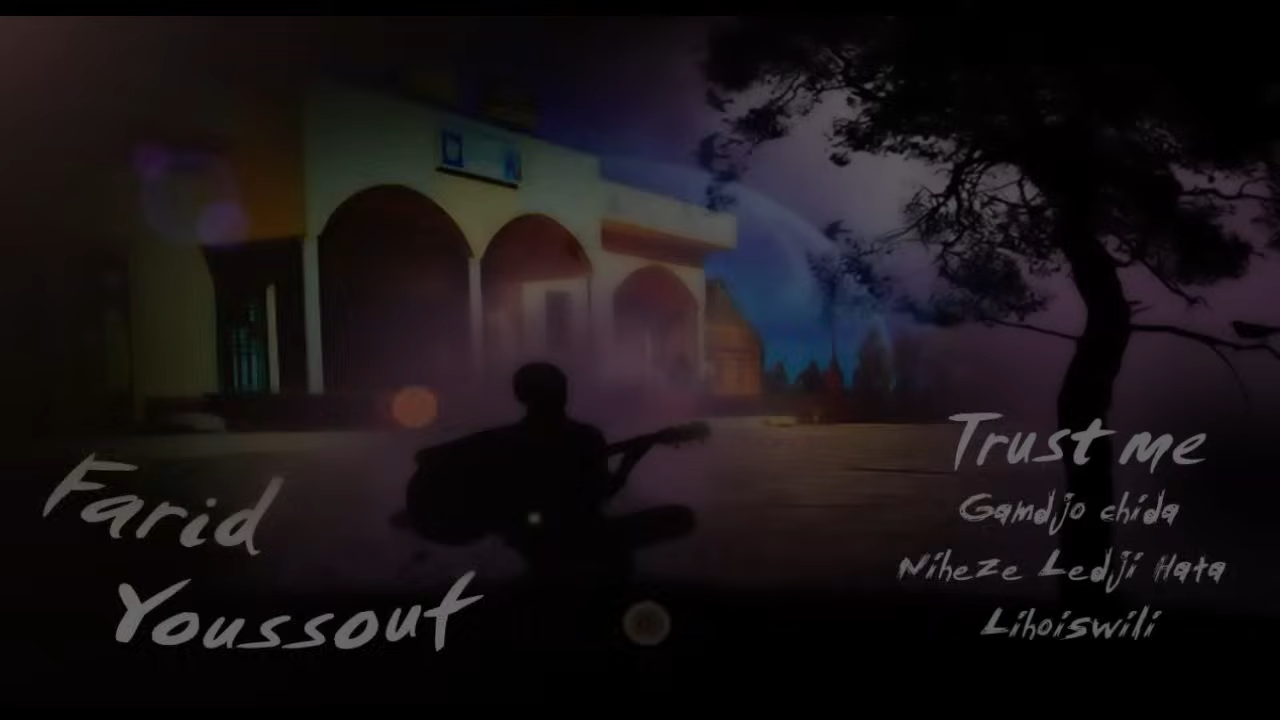 Farid
Youssouf
Trust me
Gamdjo chida
Niheze Ledji Hata
Lihoiswili